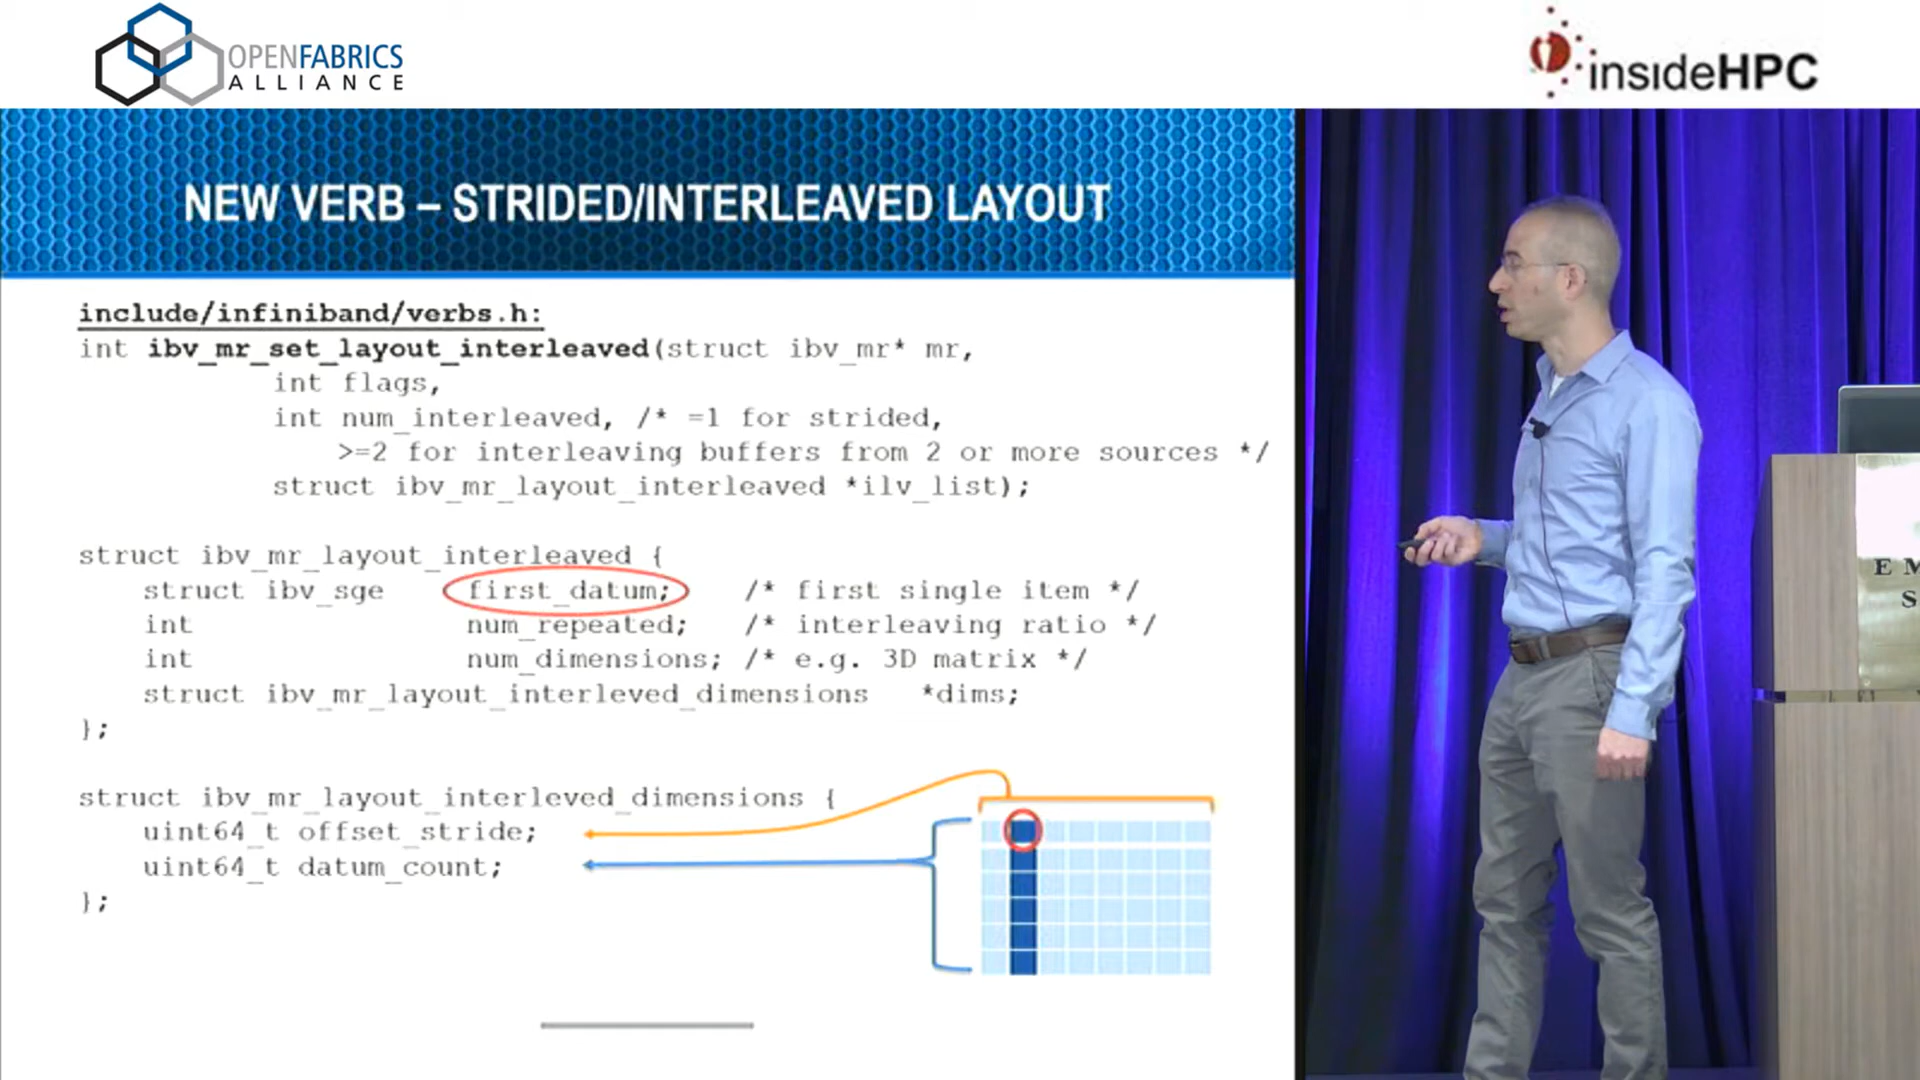 OPENFABRICS
ALLIANCE
insideHPC
NEW VERB – STRIDED/INTERLEAVED LAYOUT
include/infiniband/verbs.h:
int ibv_mr_set_layout_interleaved(struct ibv_mr* mr,
int flags,
int num_interleaved, /* =1 for strided,
>=2 for interleaving buffers from 2 or more sources */
struct ibv_mr_layout_interleaved *ilv_list);
struct ibv_mr_layout_interleaved {
struct ibv_sge first_datum; /* first single item */
int num_repeated; /* interleaving ratio */
int num_dimensions; /* e.g. 3D matrix */
struct ibv_mr_layout_interleved_dimensions *dims;
};
struct ibv_mr_layout_interleved_dimensions {
uint64_t offset_stride;
uint64_t datum_count;
};
E M
S